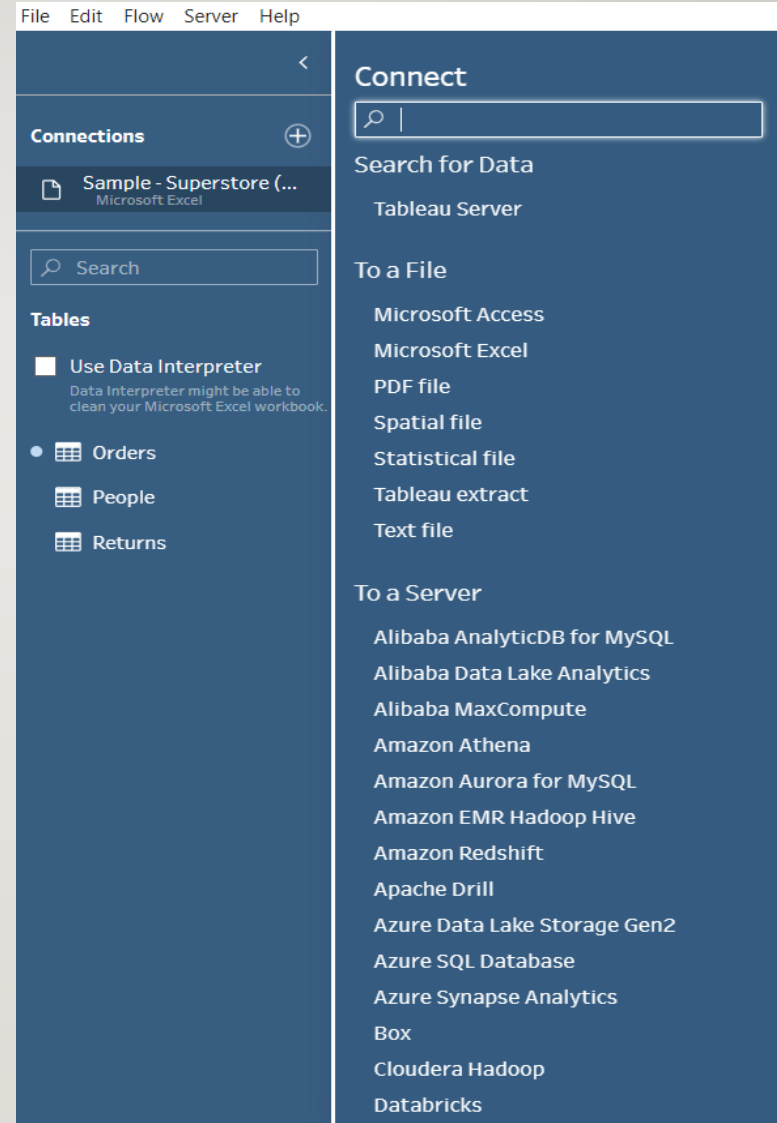 File Edit Flow Server Help
Connections
Sample - Superstore (...
Microsoft Excel
Search
Tables
Use Data Interpreter
Data Interpreter might be able to
clean your Microsoft Excel workbook.
Orders
People
Returns
Connect
Search for Data
Tableau Server
To a File
Microsoft Access
Microsoft Excel
PDF file
Spatial file
Statistical file
Tableau extract
Text file
To a Server
Alibaba AnalyticDB for MySQL
Alibaba Data Lake Analytics
Alibaba MaxCompute
Amazon Athena
Amazon Aurora for MySQL
Amazon EMR Hadoop Hive
Amazon Redshift
Apache Drill
Azure Data Lake Storage Gen2
Azure SQL Database
Azure Synapse Analytics
Box
Cloudera Hadoop
Databricks